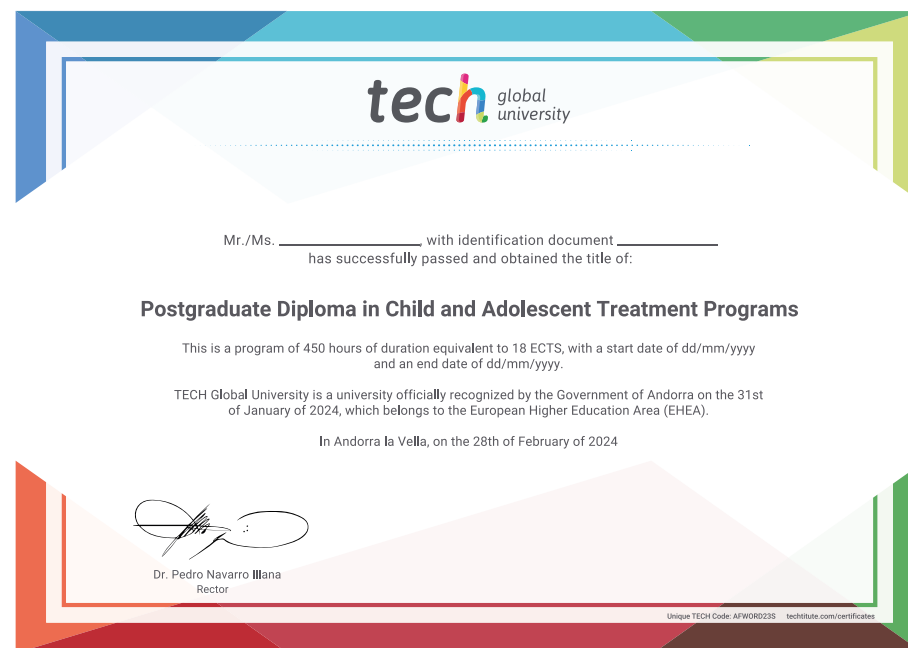 tech global
university
Mr./Ms. ____________, with identification document ____________
has successfully passed and obtained the title of:
Postgraduate Diploma in Child and Adolescent Treatment Programs
This is a program of 450 hours of duration equivalent to 18 ECTS, with a start date of dd/mm/yyyy
and an end date of dd/mm/yyyy.
TECH Global University is a university officially recognized by the Government of Andorra on the 31st
of January of 2024, which belongs to the European Higher Education Area (EHEA).
In Andorra la Vella, on the 28th of February of 2024
Dr. Pedro Navarro Illana
Rector
Unique TECH Code: AFWORD23S techtitute.com/certificates